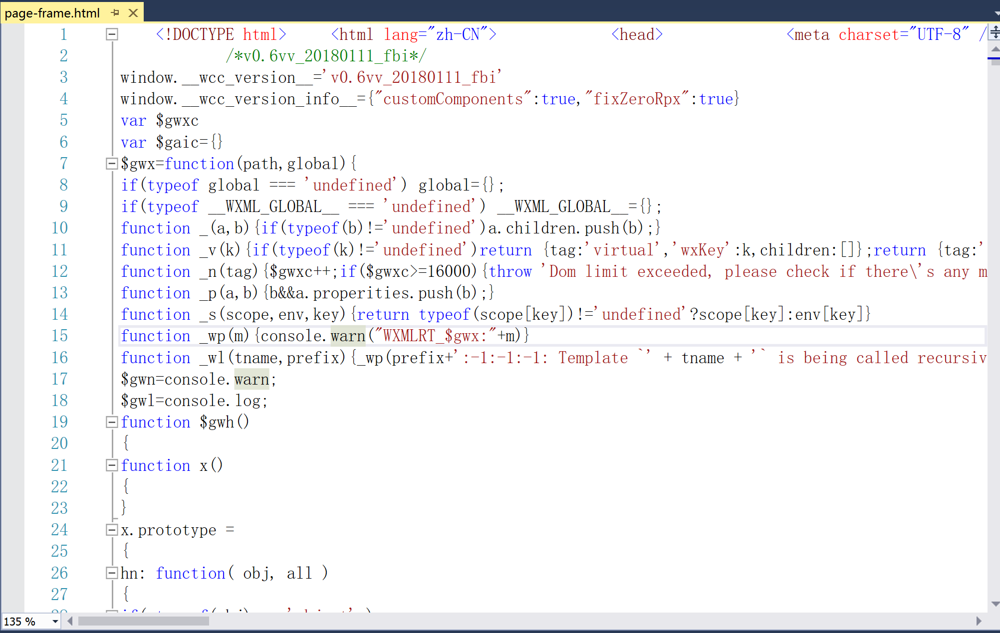 page-frame.html
1 <!DOCTYPE html> <html lang="zh-CN"> <head> <meta charset="UTF-8" /
2 /*v0.6vv_20180111_fbi*/
3 window.__wcc_version__='v0.6vv_20180111_fbi'
4 window.__wcc_version_info__={"customComponents":true,"fixZeroRpx":true}
5 var $gwxc
6 var $gaic={}
7 $gwx=function(path,global){
8 if(typeof global === 'undefined') global={};
9 if(typeof __WXML_GLOBAL__ === 'undefined') __WXML_GLOBAL__={};
10 function _(a,b){if(typeof(b)!='undefined')a.children.push(b);}
11 function _v(k){if(typeof(k)!='undefined')return {tag:'virtual','wxKey':k,children:[]};return {tag:'
12 function _n(tag){$gwxc++;if($gwxc>=16000){throw 'Dom limit exceeded, please check if there\'s any m
13 function _p(a,b){b&&a.properities.push(b);}
14 function _s(scope,env,key){return typeof(scope[key])!='undefined'?scope[key]:env[key]}
15 function _wp(m){console.warn("WXMLRT_$gwx:"+m)}
16 function _wl(tname,prefix){_wp(prefix+':-1:-1:-1: Template `' + tname + '` is being called recursiv
17 $gwn=console.warn;
18 $gwl=console.log;
19 function $gwh()
20 {
21 function x()
22 {
23 }
24 x.prototype =
25 {
26 hn: function( obj, all )
27 {
135 %